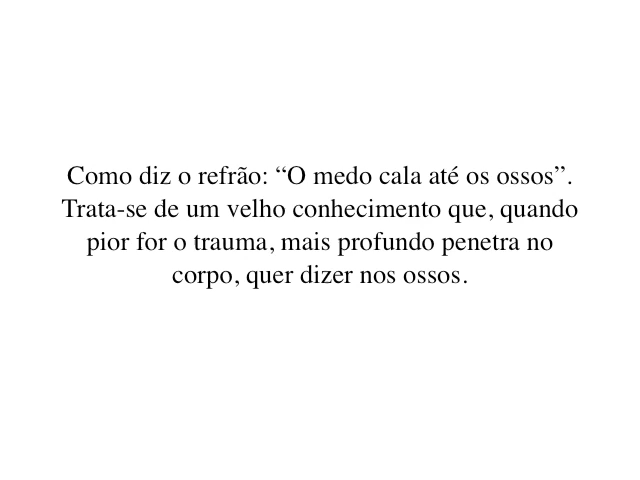 Como diz o refrão: “O medo cala até os ossos”.
Trata-se de um velho conhecimento que, quando
pior for o trauma, mais profundo penetra no
corpo, quer dizer nos ossos.